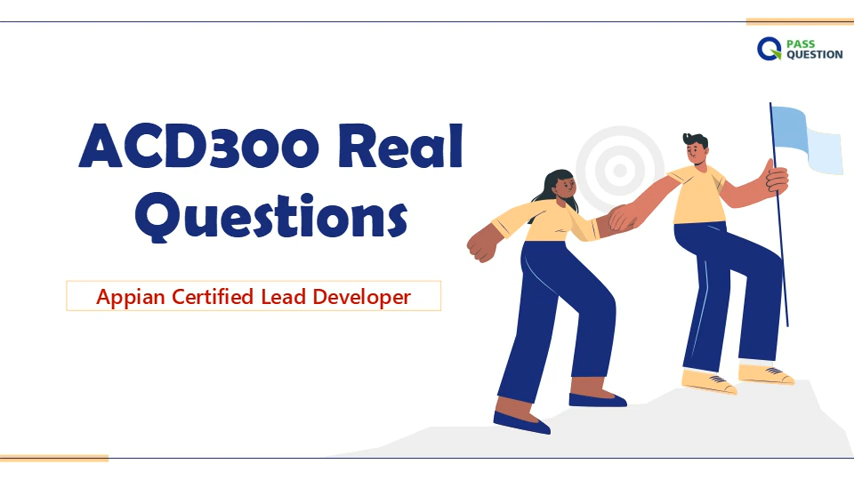 PASS
QUESTION
ACD300 Real
Questions
Appian Certified Lead Developer